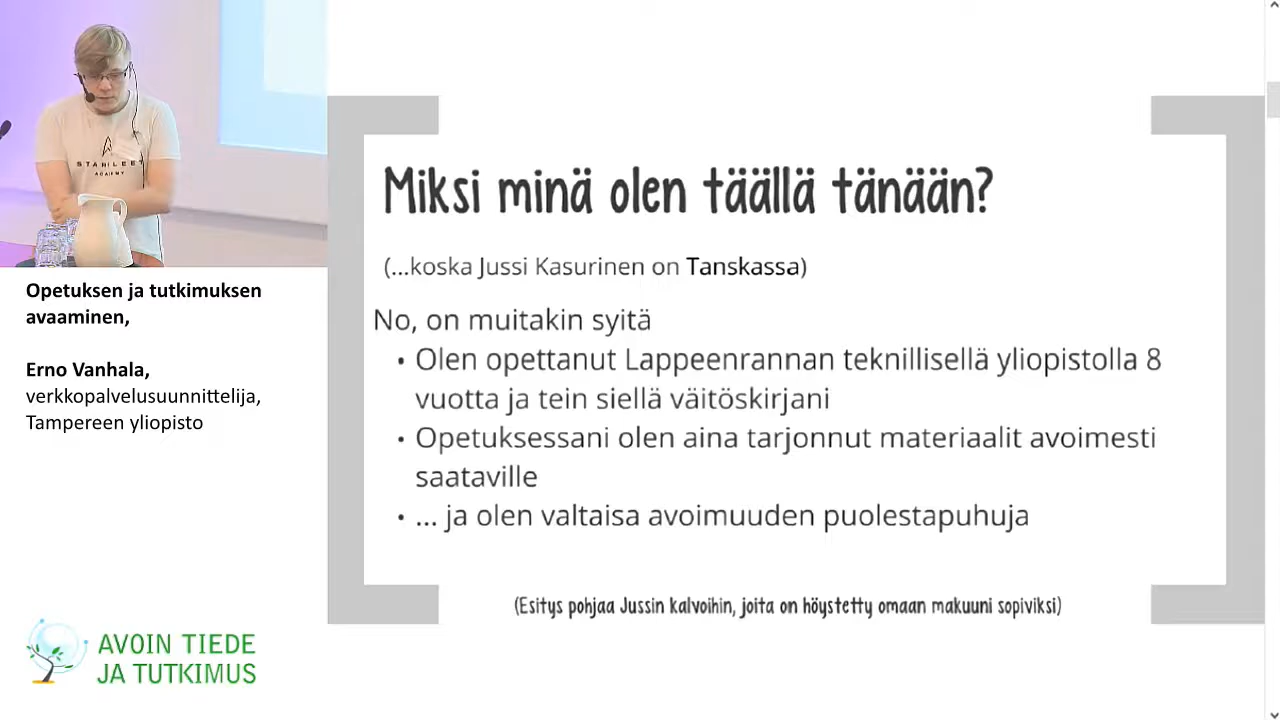 STANLEE
ACADEMY
Opetuksen ja tutkimuksen
avaaminen,
Erno Vanhala,
verkkopalvelusuunnittelija,
Tampereen yliopisto
AVOIN TIEDE
JA TUTKIMUS
Miksi minä olen täällä tänään?
(...koska Jussi Kasurinen on Tanskassa)
No, on muitakin syitä
• Olen opettanut Lappeenrannan teknillisellä yliopistolla 8
vuotta ja tein siellä väitöskirjani
• Opetuksessani olen aina tarjonnut materiaalit avoimesti
saataville
• ... ja olen valtaisa avoimuuden puolestapuhuja
(Esitys pohjaa Jussin kalvoihin, joita on höystetty omaan makuuni sopiviksi)